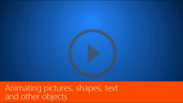 Animating pictures, shapes, text
and other objects